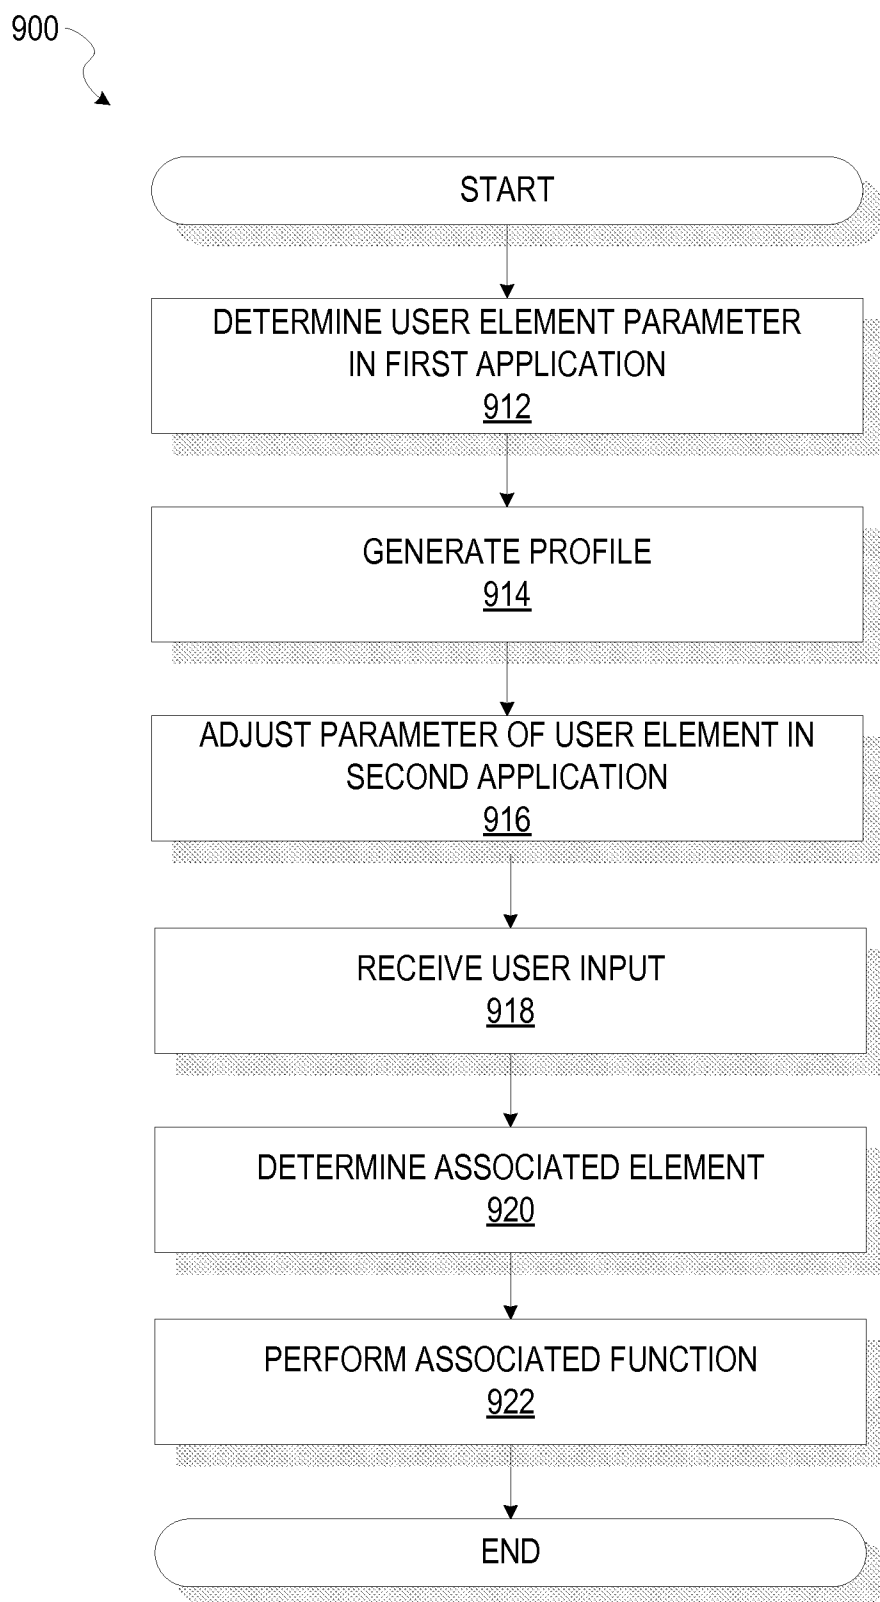 900
START
DETERMINE USER ELEMENT PARAMETER
IN FIRST APPLICATION
912
GENERATE PROFILE
914
ADJUST PARAMETER OF USER ELEMENT IN
SECOND APPLICATION
916
RECEIVE USER INPUT
918
DETERMINE ASSOCIATED ELEMENT
920
PERFORM ASSOCIATED FUNCTION
922
END